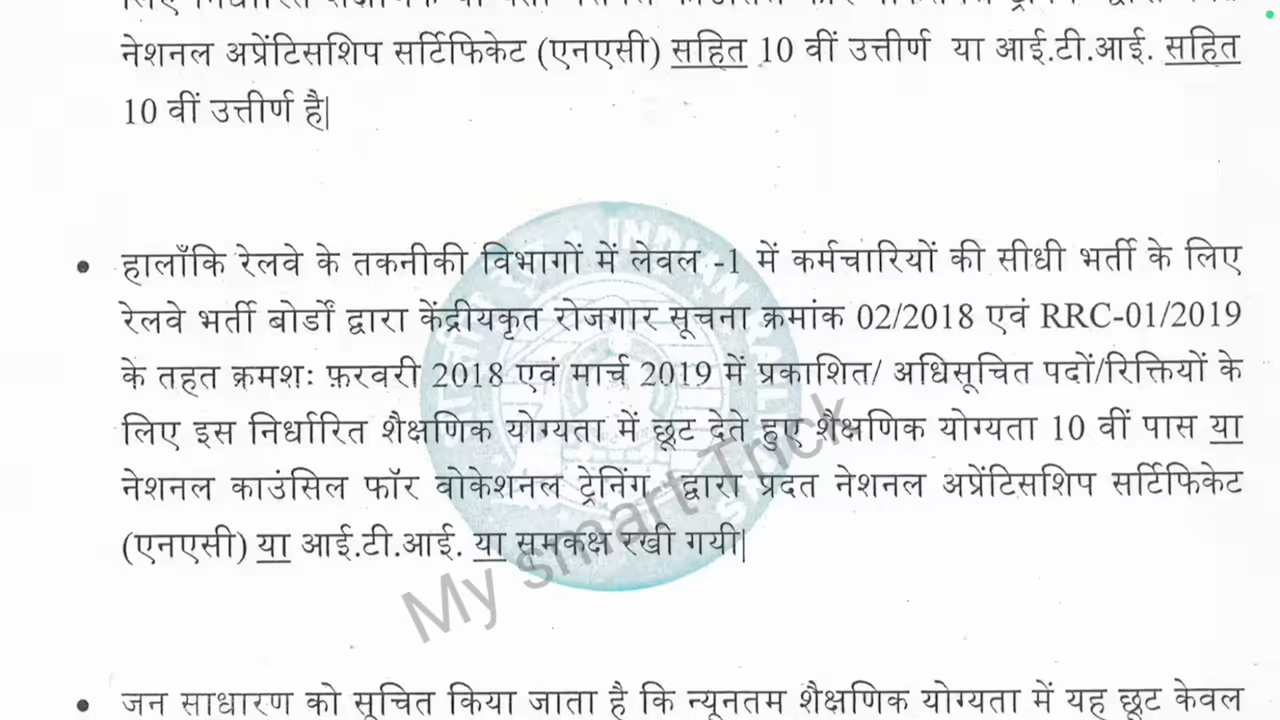 नेशनल अप्रेंटिसशिप सर्टिफिकेट (एनएसी) सहित 10 वीं उत्तीर्ण या आई.टी.आई. सहित
10 वीं उत्तीर्ण है|
• हालाँकि रेलवे के तकनीकी विभागों में लेवल -1 में कर्मचारियों की सीधी भर्ती के लिए
रेलवे भर्ती बोर्डों द्वारा केंद्रीयकृत रोजगार सूचना क्रमांक 02/2018 एवं RRC-01/2019
के तहत क्रमशः फ़रवरी 2018 एवं मार्च 2019 में प्रकाशित/ अधिसूचित पदों/रिक्तियों के
लिए इस निर्धारित शैक्षणिक योग्यता में छूट देते हुए शैक्षणिक योग्यता 10 वीं पास या
नेशनल काउंसिल फॉर वोकेशनल ट्रेनिंग द्वारा प्रदत नेशनल अप्रेंटिसशिप सर्टिफिकेट
(एनएसी) या आई.टी.आई. या समकक्ष रखी गयी|
My smart Tuck
• जन साधारण को सूचित किया जाता है कि न्यूनतम शैक्षणिक योग्यता में यह छूट केवल